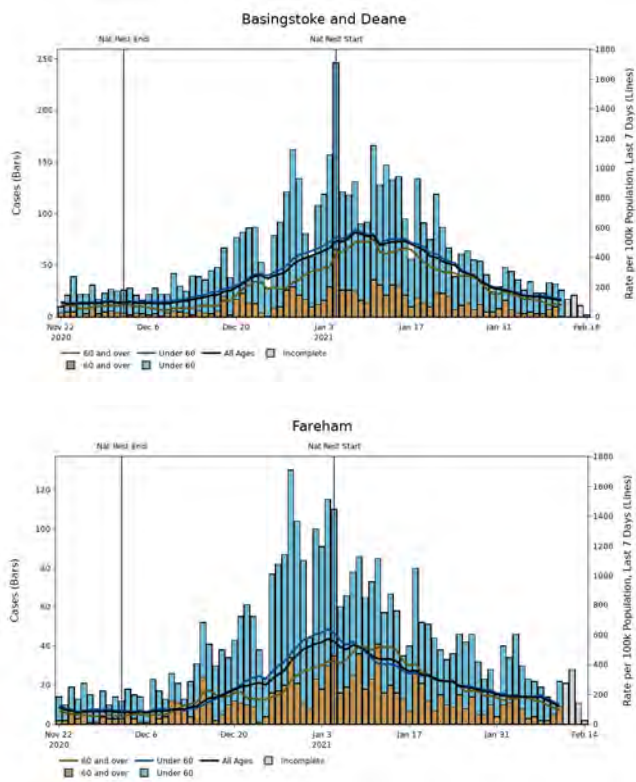 Basingstoke and Deane
Nat Rest End
Nat Rest Start
250
200
150
100
50
0
Cases (Bars)
1800
1600
1400
1200
1000
800
600
400
200
0
Rate per 100k Population, Last 7 Days (Lines)
Nov 22 Dec 6 Dec 20 Jan 3 Jan 17 Jan 31 Feb 14
2020 2021
60 and over Under 60 All Ages Incomplete
60 and over Under 60
Fareham
Nat Rest End
Nat Rest Start
120
100
80
60
40
20
0
Cases (Bars)
1800
1600
1400
1200
1000
800
600
400
200
0
Rate per 100k Population, Last 7 Days (Lines)
Nov 22 Dec 6 Dec 20 Jan 3 Jan 17 Jan 31 Feb 14
2020 2021
60 and over Under 60 All Ages Incomplete
60 and over Under 60